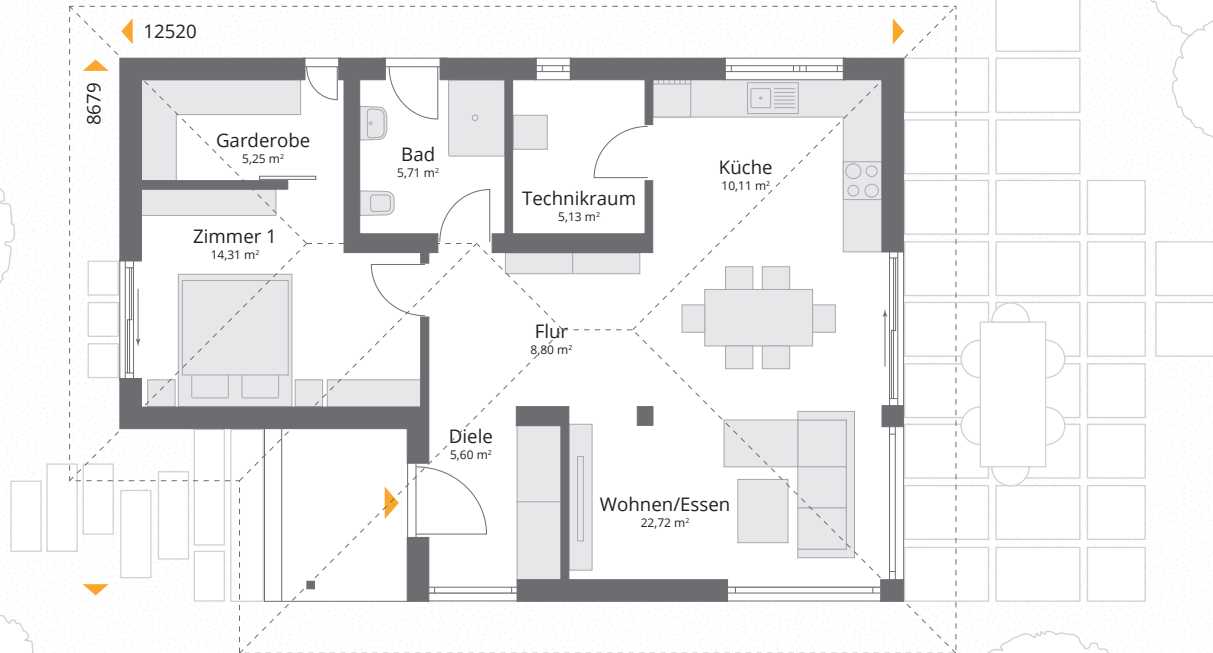 12520
8679
Garderobe
5,25 m²
Bad
5,71 m²
Technikraum
5,13 m²
Küche
10,11 m²
Zimmer 1
14,31 m²
Flur
8,80 m²
Diele
5,60 m²
Wohnen/Essen
22,72 m²